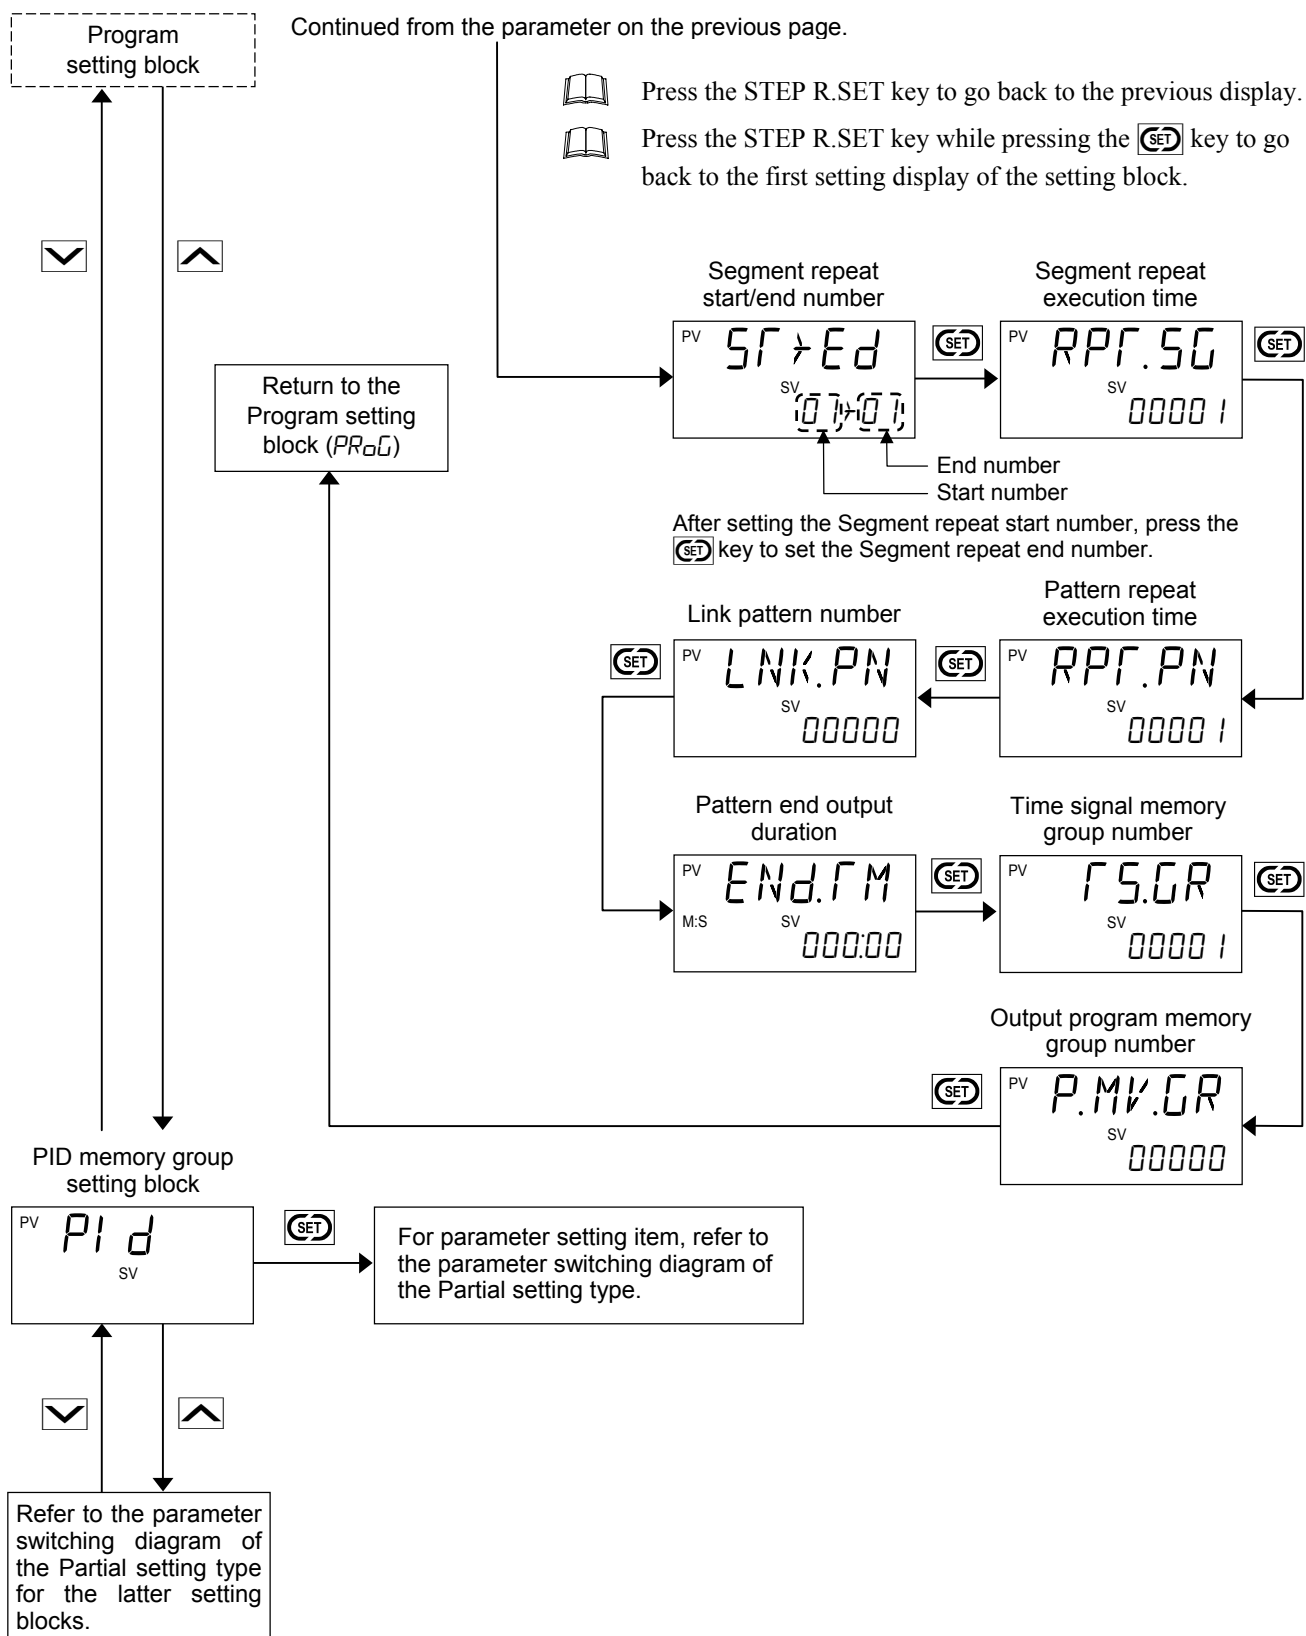 Program
setting block
Continued from the parameter on the previous page.
Press the STEP R.SET key to go back to the previous display.
Press the STEP R.SET key while pressing the SET key to go
back to the first setting display of the setting block.
Segment repeat
start/end number
PV ST→Ed
SV
01→01
SET
Segment repeat
execution time
PV RPT.SG
SV
00001
SET
Return to the
Program setting
block (PRoG)
End number
Start number
After setting the Segment repeat start number, press the
SET key to set the Segment repeat end number.
Pattern repeat
execution time
PV RPT.PN
SV
00001
SET
Link pattern number
PV LNK.PN
SV
00000
SET
Pattern end output
duration
PV ENd.TM
M:S SV
000:00
SET
Time signal memory
group number
PV TS.GR
SV
00001
SET
Output program memory
group number
PV P.MV.GR
SV
00000
SET
PID memory group
setting block
PV PId
SV
SET
For parameter setting item, refer to
the parameter switching diagram of
the Partial setting type.
Refer to the parameter
switching diagram of
the Partial setting type
for the latter setting
blocks.